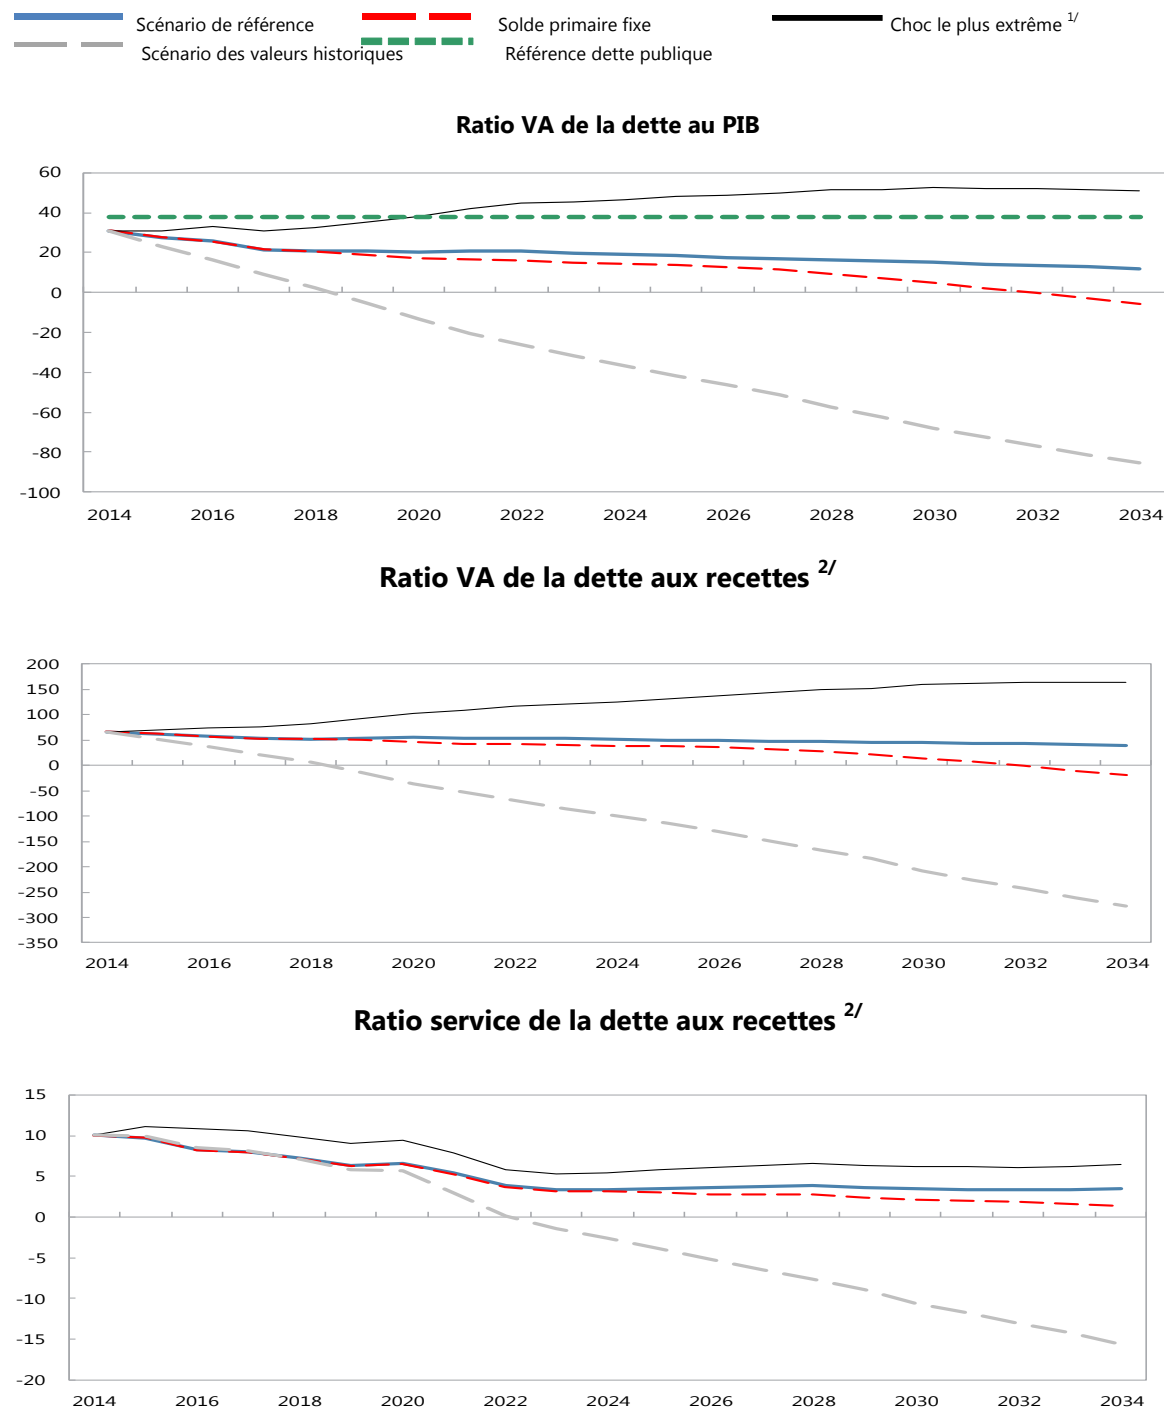 Scénario de référence
Solde primaire fixe
Choc le plus extrême 1/
Scénario des valeurs historiques
Référence dette publique
Ratio VA de la dette au PIB
60
40
20
0
-20
-40
-60
-80
-100
2014 2016 2018 2020 2022 2024 2026 2028 2030 2032 2034
Ratio VA de la dette aux recettes 2/
200
150
100
50
0
-50
-100
-150
-200
-250
-300
-350
2014 2016 2018 2020 2022 2024 2026 2028 2030 2032 2034
Ratio service de la dette aux recettes 2/
15
10
5
0
-5
-10
-15
-20
2014 2016 2018 2020 2022 2024 2026 2028 2030 2032 2034